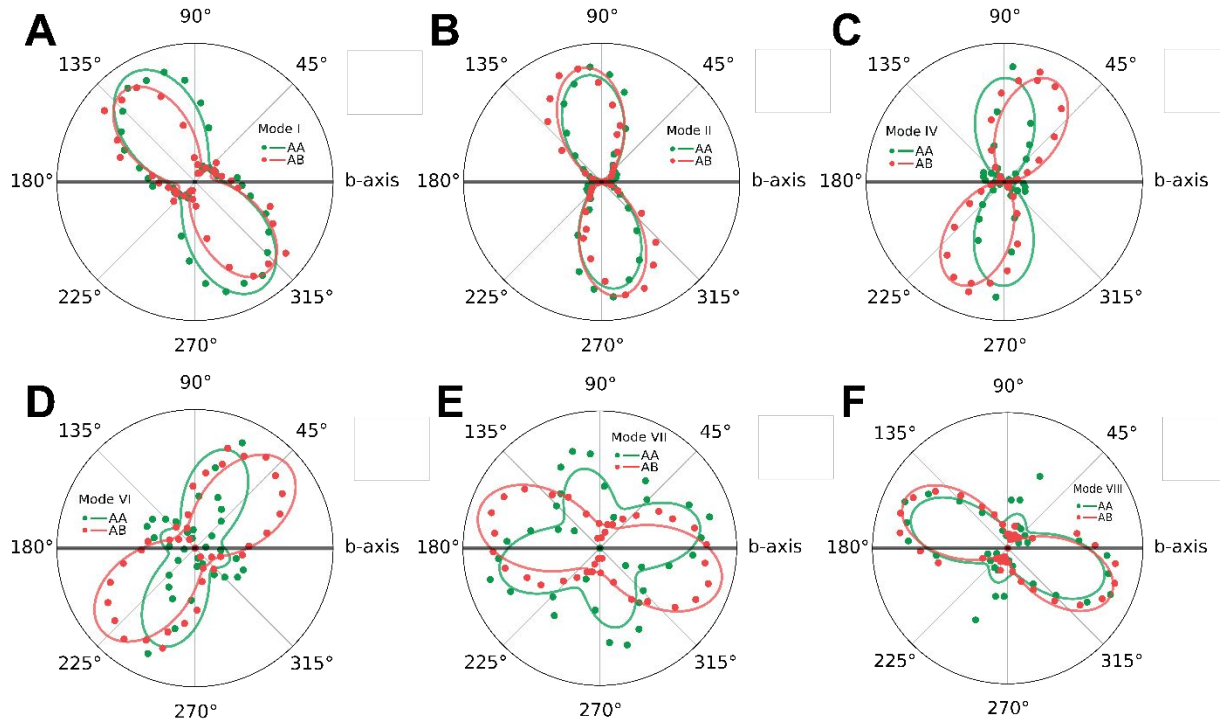 A
90°
135°
45°
Mode I
AA
AB
180°
b-axis
225°
315°
270°
B
90°
135°
45°
Mode II
AA
AB
180°
b-axis
225°
315°
270°
C
90°
135°
45°
Mode IV
AA
AB
180°
b-axis
225°
315°
270°
D
90°
135°
45°
Mode VI
AA
AB
180°
b-axis
225°
315°
270°
E
90°
135°
45°
Mode VII
AA
AB
180°
b-axis
225°
315°
270°
F
90°
135°
45°
Mode VIII
AA
AB
180°
b-axis
225°
315°
270°